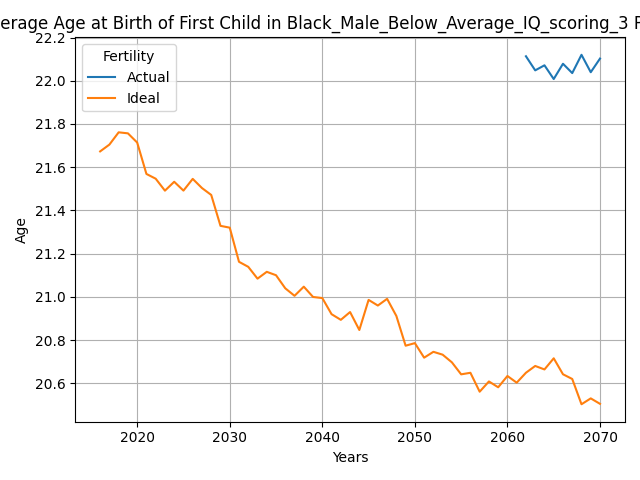 erage Age at Birth of First Child in Black_Male_Below_Average_IQ_scoring_3
22.2
22.0
21.8
21.6
21.4
21.2
21.0
20.8
20.6
Age
Fertility
Actual
Ideal
2020 2030 2040 2050 2060 2070
Years